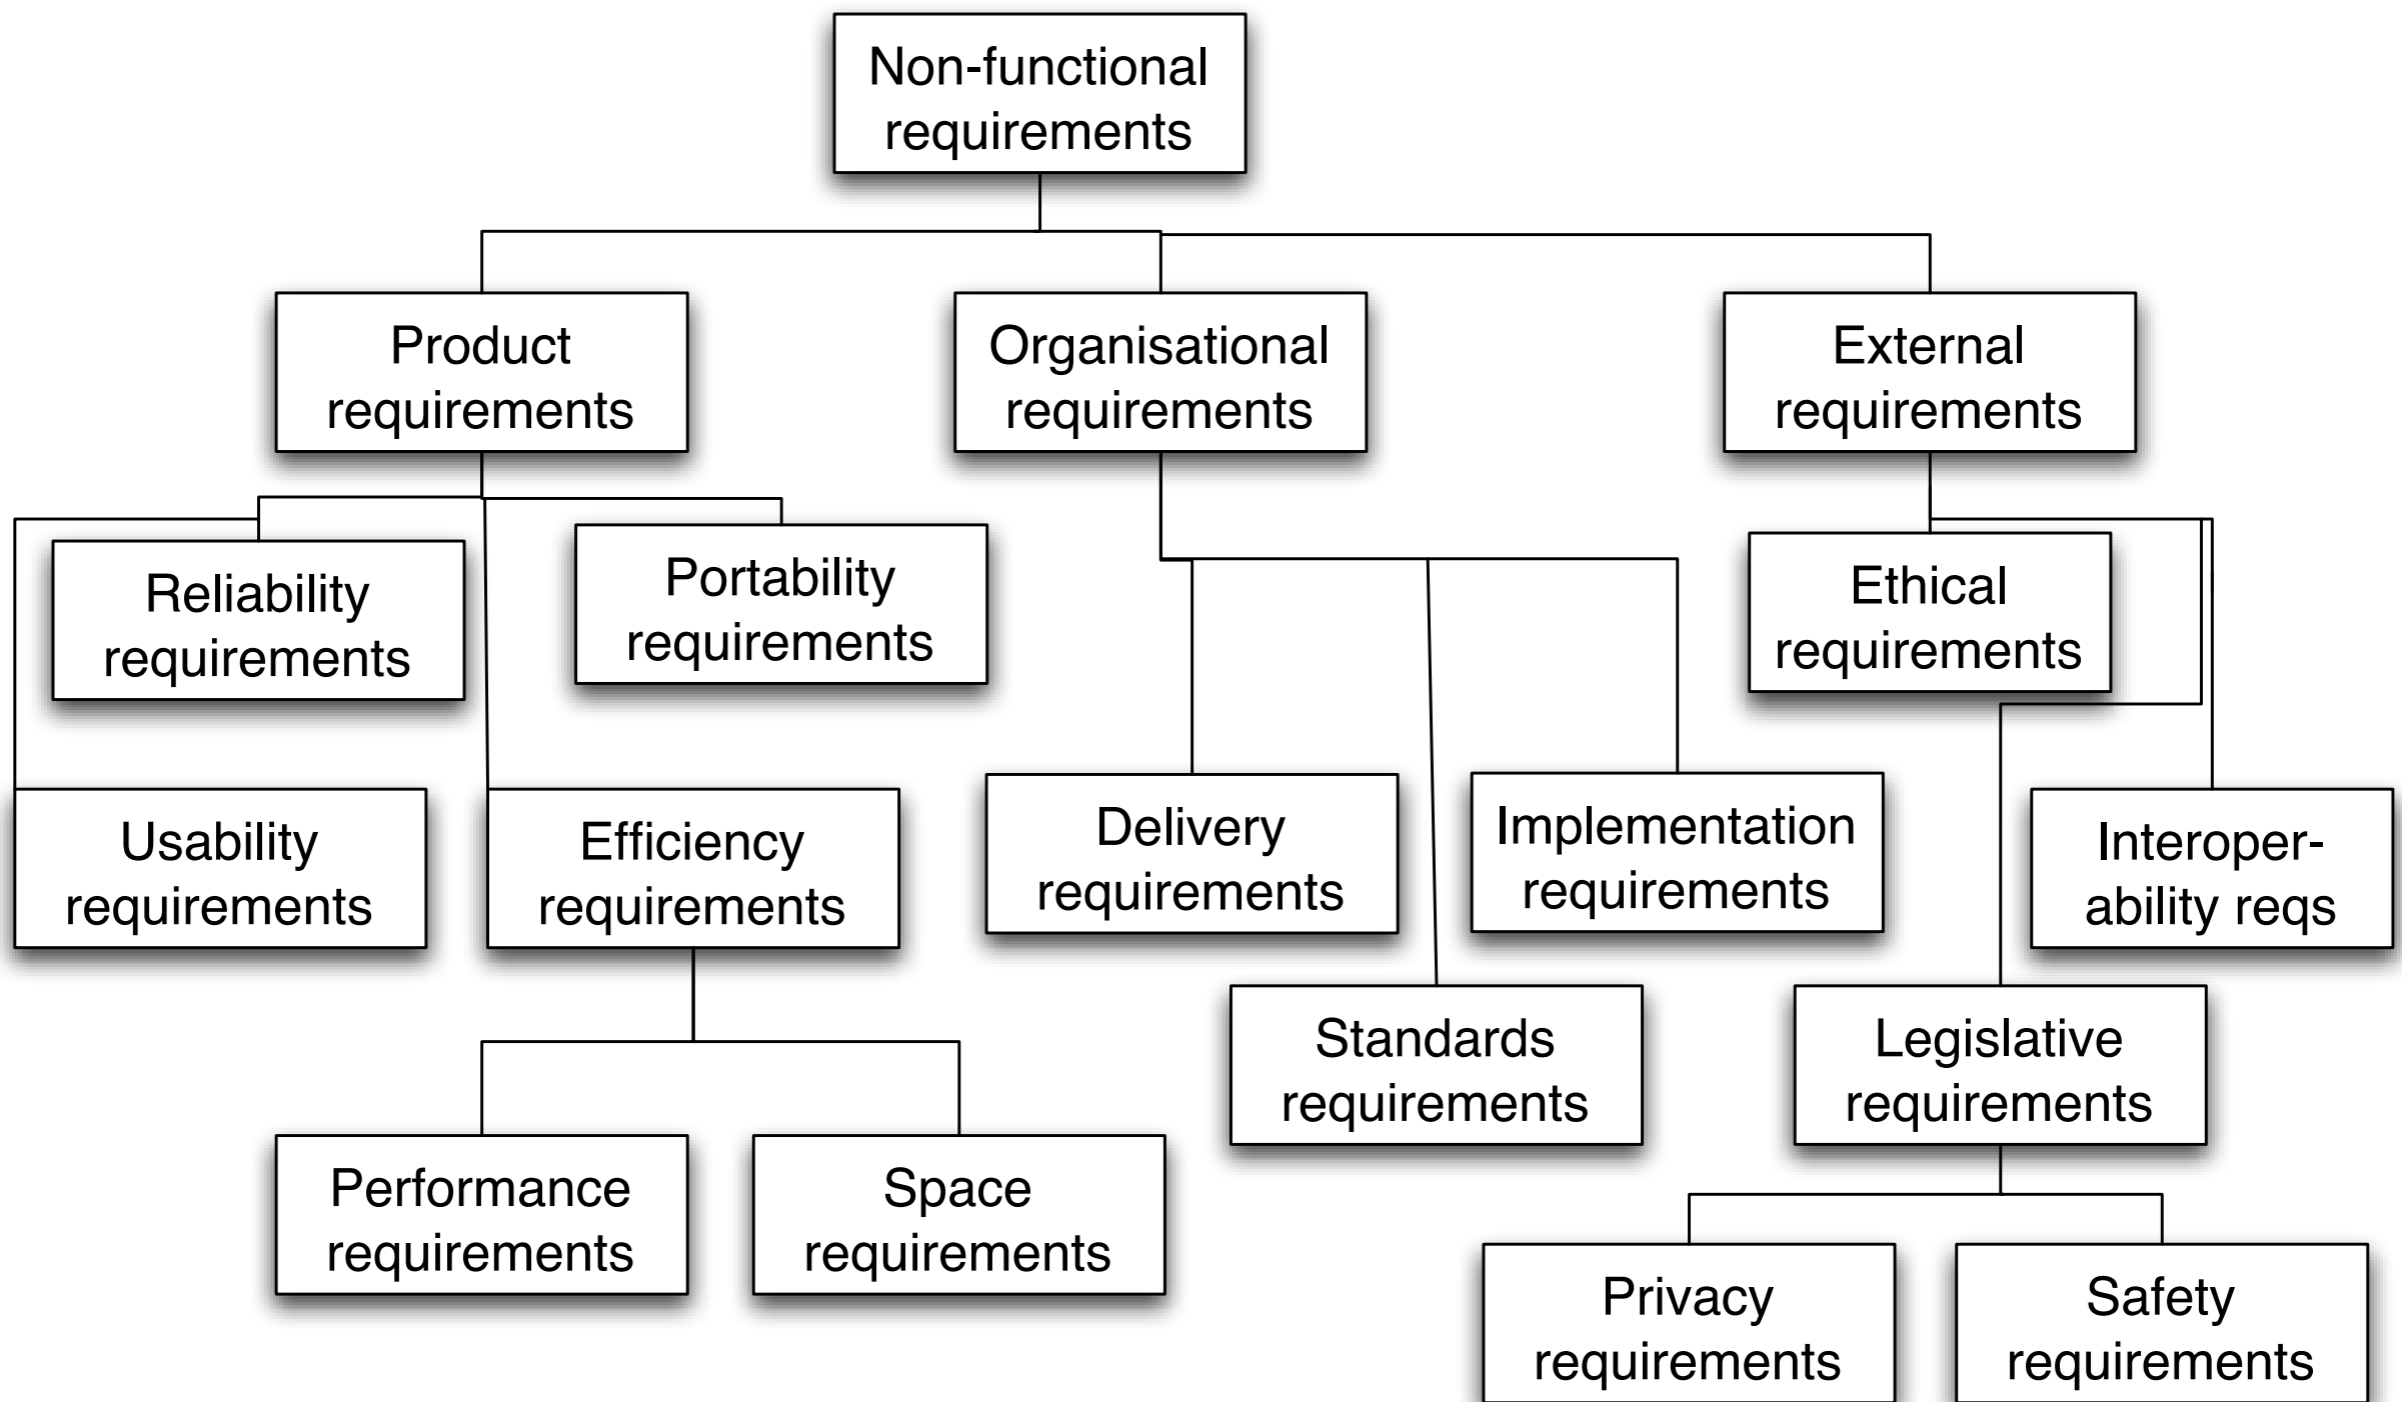 Non-functional
requirements
Product
requirements
Organisational
requirements
External
requirements
Reliability
requirements
Portability
requirements
Ethical
requirements
Usability
requirements
Efficiency
requirements
Delivery
requirements
Implementation
requirements
Interoper-
ability reqs
Standards
requirements
Legislative
requirements
Performance
requirements
Space
requirements
Privacy
requirements
Safety
requirements